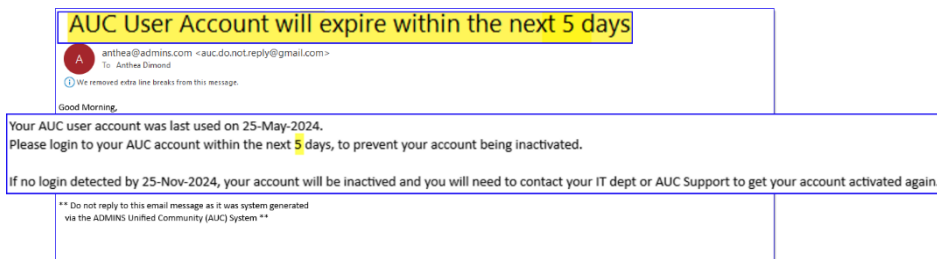 AUC User Account will expire within the next 5 days
A
anthea@admins.com <auc.do.not.reply@gmail.com>
To Anthea Dimond
We removed extra line breaks from this message.
Good Morning,
Your AUC user account was last used on 25-May-2024.
Please login to your AUC account within the next 5 days, to prevent your account being inactivated.
If no login detected by 25-Nov-2024, your account will be inactived and you will need to contact your IT dept or AUC Support to get your account activated again.
** Do not reply to this email message as it was system generated
via the ADMINS Unified Community (AUC) System **